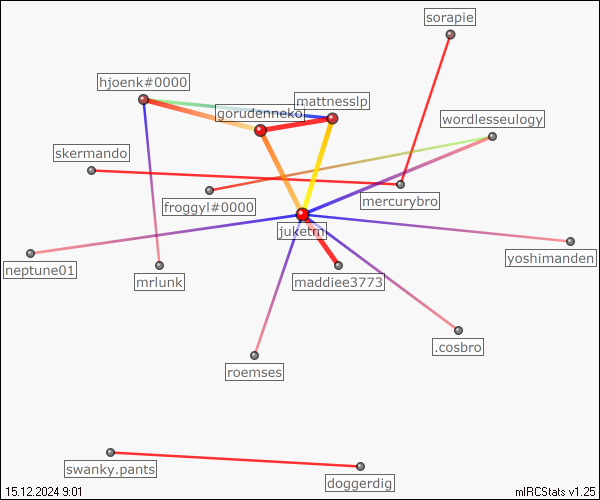 sorapie
hjoenk#0000
mattnesslp
gorudenneko
wordlesseulogy
skermando
mercurybro
froggyl#0000
juketm
yoshimanden
neptune01
mrlunk
maddiee3773
.cosbro
roemses
swanky.pants
doggerdig
15.12.2024 9:01
mIRCStats v1.25